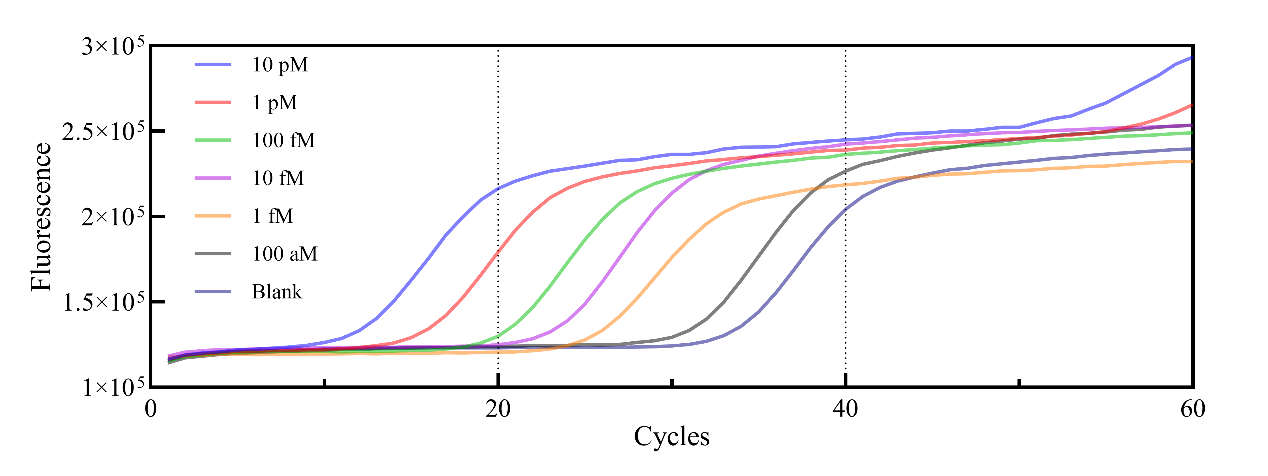 3×10⁵
2.5×10⁵
2×10⁵
1.5×10⁵
1×10⁵
Fluorescence
10 pM
1 pM
100 fM
10 fM
1 fM
100 aM
Blank
0
20
40
60
Cycles